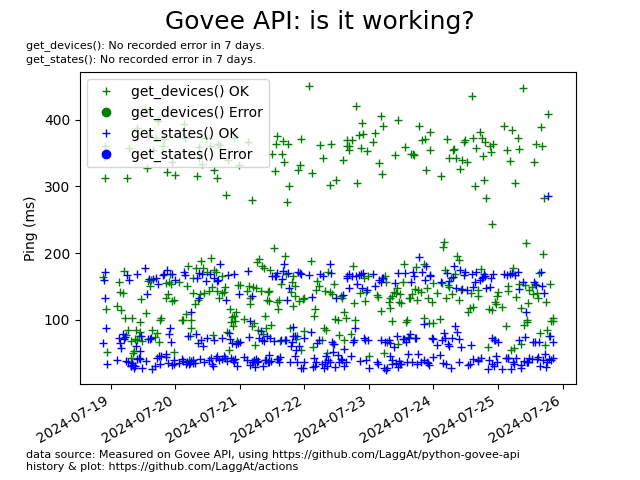 Govee API: is it working?
get_devices(): No recorded error in 7 days.
get_states(): No recorded error in 7 days.
get_devices() OK
get_devices() Error
get_states() OK
get_states() Error
Ping (ms)
400
300
200
100
2024-07-19
2024-07-20
2024-07-21
2024-07-22
2024-07-23
2024-07-24
2024-07-25
2024-07-26
data source: Measured on Govee API, using https://github.com/LaggAt/python-govee-api
history & plot: https://github.com/LaggAt/actions